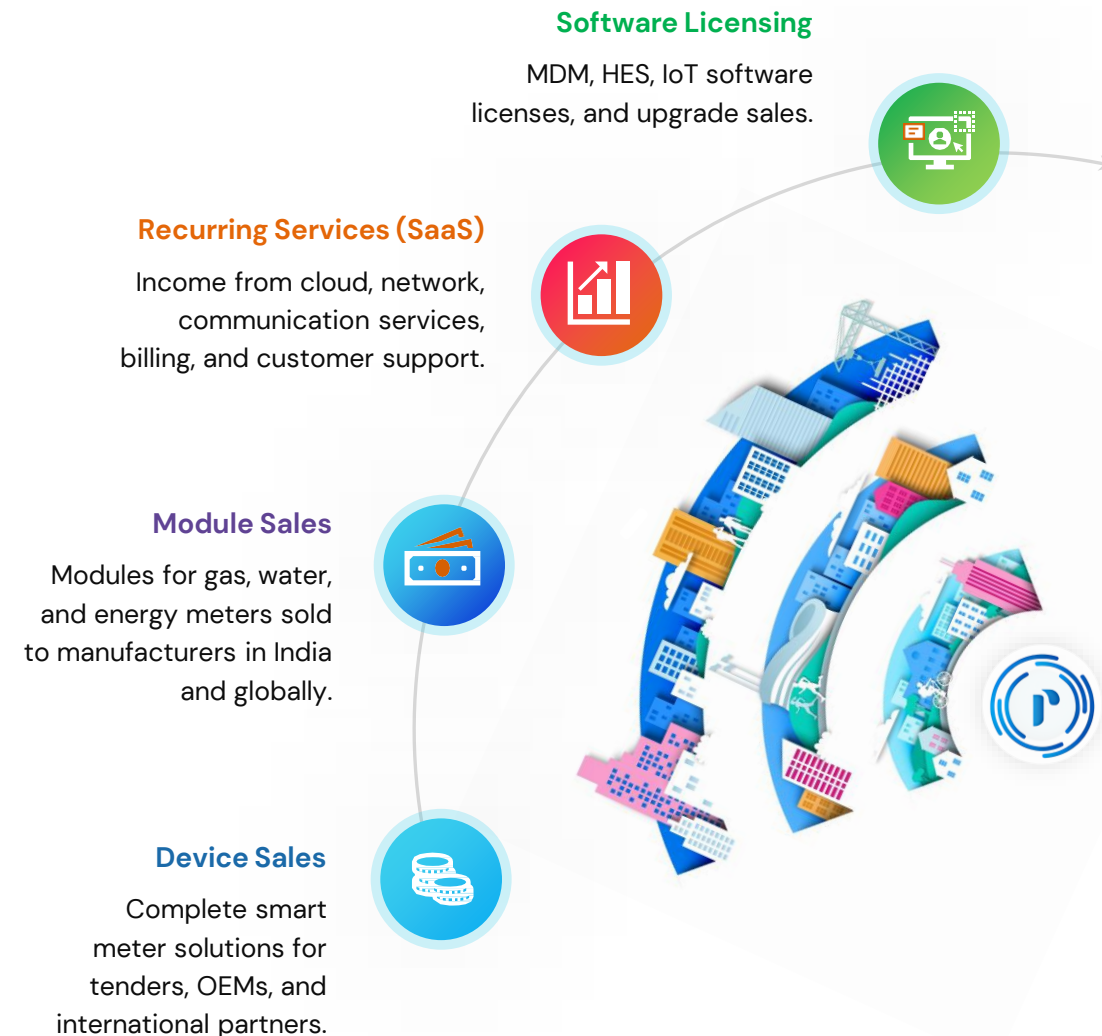 Software Licensing
MDM, HES, IoT software
licenses, and upgrade sales.
Recurring Services (SaaS)
Income from cloud, network,
communication services,
billing, and customer support.
Module Sales
Modules for gas, water,
and energy meters sold
to manufacturers in India
and globally.
Device Sales
Complete smart
meter solutions for
tenders, OEMs, and
international partners.
r